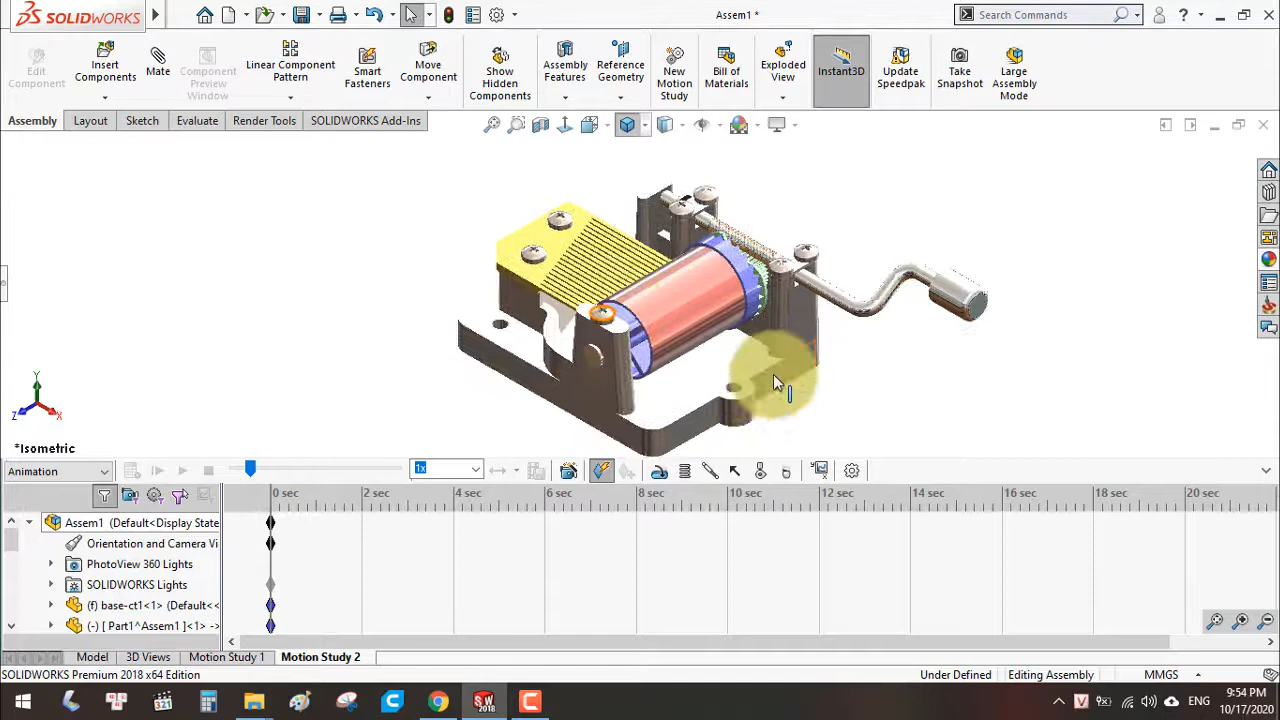 SOLIDWORKS
Assem1 *
Search Commands
Edit Component
Insert Components
Mate
Component Preview Window
Linear Component Pattern
Smart Fasteners
Move Component
Show Hidden Components
Assembly Features
Reference Geometry
New Motion Study
Bill of Materials
Exploded View
Instant3D
Update Speedpak
Take Snapshot
Large Assembly Mode
Assembly
Layout
Sketch
Evaluate
Render Tools
SOLIDWORKS Add-Ins
Y
Z
X
*Isometric
Animation
1x
0 sec
2 sec
4 sec
6 sec
8 sec
10 sec
12 sec
14 sec
16 sec
18 sec
20 sec
Assem1 (Default<Display State
Orientation and Camera Vi
PhotoView 360 Lights
SOLIDWORKS Lights
(f) base-ct1<1> (Default<<
(-) [ Part1^Assem1 ]<1> ->
Model
3D Views
Motion Study 1
Motion Study 2
SOLIDWORKS Premium 2018 x64 Edition
Under Defined
Editing Assembly
MMGS
321
SW
2018
V
ENG
9:54 PM
10/17/2020